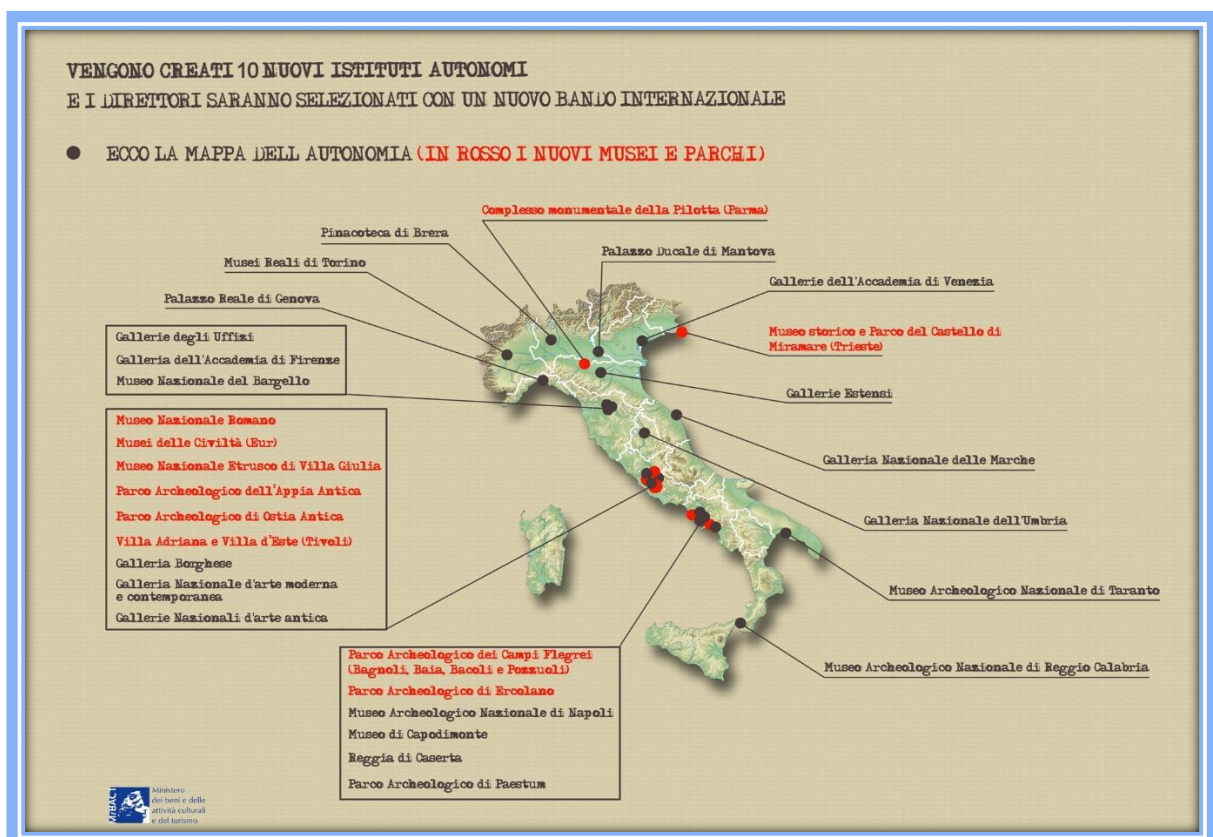 VENGONO CREATI 10 NUOVI ISTITUTI AUTONOMI
E I DIRETTORI SARANNO SELEZIONATI CON UN NUOVO BANDO INTERNAZIONALE
● ECCO LA MAPPA DELL AUTONOMIA (IN ROSSO I NUOVI MUSEI E PARCHI)
Complesso monumentale della Pilotta (Parma)
Pinacoteca di Brera
Palazzo Ducale di Mantova
Musei Reali di Torino
Gallerie dell'Accademia di Venezia
Palazzo Reale di Genova
Museo storico e Parco del Castello di
Miramare (Trieste)
Gallerie degli Uffizi
Galleria dell'Accademia di Firenze
Museo Nazionale del Bargello
Gallerie Estensi
Museo Nazionale Romano
Musei delle Civiltà (Eur)
Museo Nazionale Etrusco di Villa Giulia
Parco Archeologico dell'Appia Antica
Parco Archeologico di Ostia Antica
Villa Adriana e Villa d'Este (Tivoli)
Galleria Borghese
Galleria Nazionale d'arte moderna
e contemporanea
Gallerie Nazionali d'arte antica
Galleria Nazionale delle Marche
Galleria Nazionale dell'Umbria
Museo Archeologico Nazionale di Taranto
Museo Archeologico Nazionale di Reggio Calabria
Parco Archeologico dei Campi Flegrei
(Bagnoli, Baia, Bacoli e Pozzuoli)
Parco Archeologico di Ercolano
Museo Archeologico Nazionale di Napoli
Museo di Capodimonte
Reggia di Caserta
Parco Archeologico di Paestum
MiBACT
Ministero
dei beni e delle
attività culturali
e del turismo